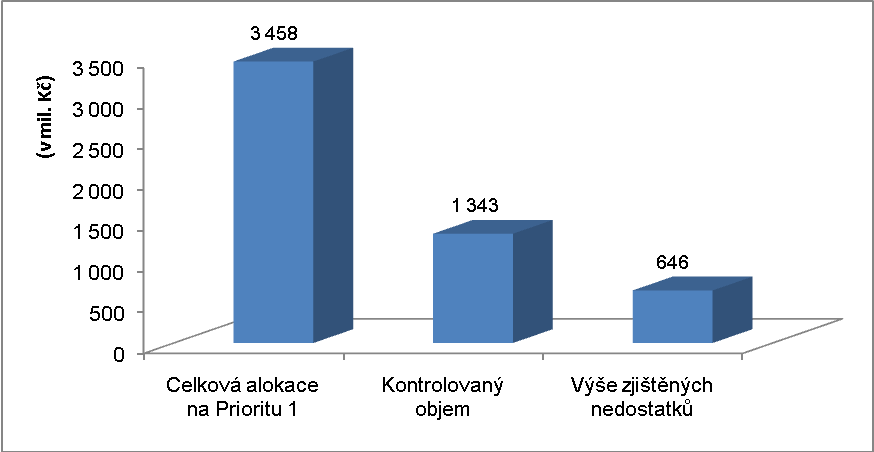 3 458
3 500
3 000
2 500
2 000
1 500
1 000
500
0
(v mil. Kč)
1 343
646
Celková alokace
na Prioritu 1
Kontrolovaný
objem
Výše zjištěných
nedostatků